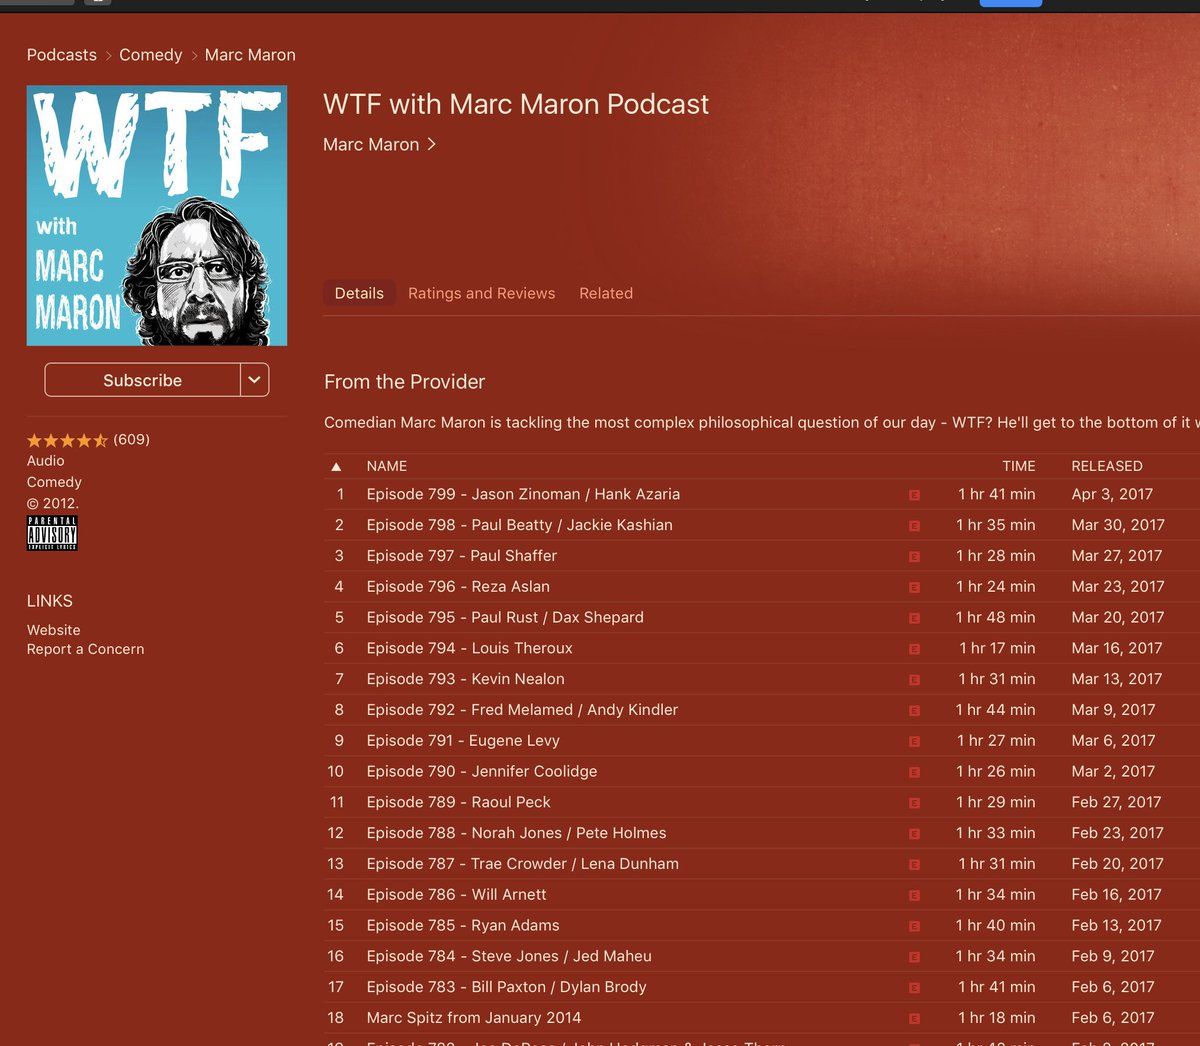 Podcasts > Comedy > Marc Maron
WTF
with
MARC
MARON
WTF with Marc Maron Podcast
Marc Maron >
Details Ratings and Reviews Related
Subscribe
(609)
Audio
Comedy
© 2012.
PARENTAL
ADVISORY
EXPLICIT LYRICS
LINKS
Website
Report a Concern
From the Provider
Comedian Marc Maron is tackling the most complex philosophical question of our day - WTF? He'll get to the bottom of it
▲ NAME TIME RELEASED
1 Episode 799 - Jason Zinoman / Hank Azaria E 1 hr 41 min Apr 3, 2017
2 Episode 798 - Paul Beatty / Jackie Kashian E 1 hr 35 min Mar 30, 2017
3 Episode 797 - Paul Shaffer E 1 hr 28 min Mar 27, 2017
4 Episode 796 - Reza Aslan E 1 hr 24 min Mar 23, 2017
5 Episode 795 - Paul Rust / Dax Shepard E 1 hr 48 min Mar 20, 2017
6 Episode 794 - Louis Theroux E 1 hr 17 min Mar 16, 2017
7 Episode 793 - Kevin Nealon E 1 hr 31 min Mar 13, 2017
8 Episode 792 - Fred Melamed / Andy Kindler E 1 hr 44 min Mar 9, 2017
9 Episode 791 - Eugene Levy E 1 hr 27 min Mar 6, 2017
10 Episode 790 - Jennifer Coolidge E 1 hr 26 min Mar 2, 2017
11 Episode 789 - Raoul Peck E 1 hr 29 min Feb 27, 2017
12 Episode 788 - Norah Jones / Pete Holmes E 1 hr 33 min Feb 23, 2017
13 Episode 787 - Trae Crowder / Lena Dunham E 1 hr 31 min Feb 20, 2017
14 Episode 786 - Will Arnett E 1 hr 34 min Feb 16, 2017
15 Episode 785 - Ryan Adams E 1 hr 40 min Feb 13, 2017
16 Episode 784 - Steve Jones / Jed Maheu E 1 hr 34 min Feb 9, 2017
17 Episode 783 - Bill Paxton / Dylan Brody E 1 hr 41 min Feb 6, 2017
18 Marc Spitz from January 2014 E 1 hr 18 min Feb 6, 2017